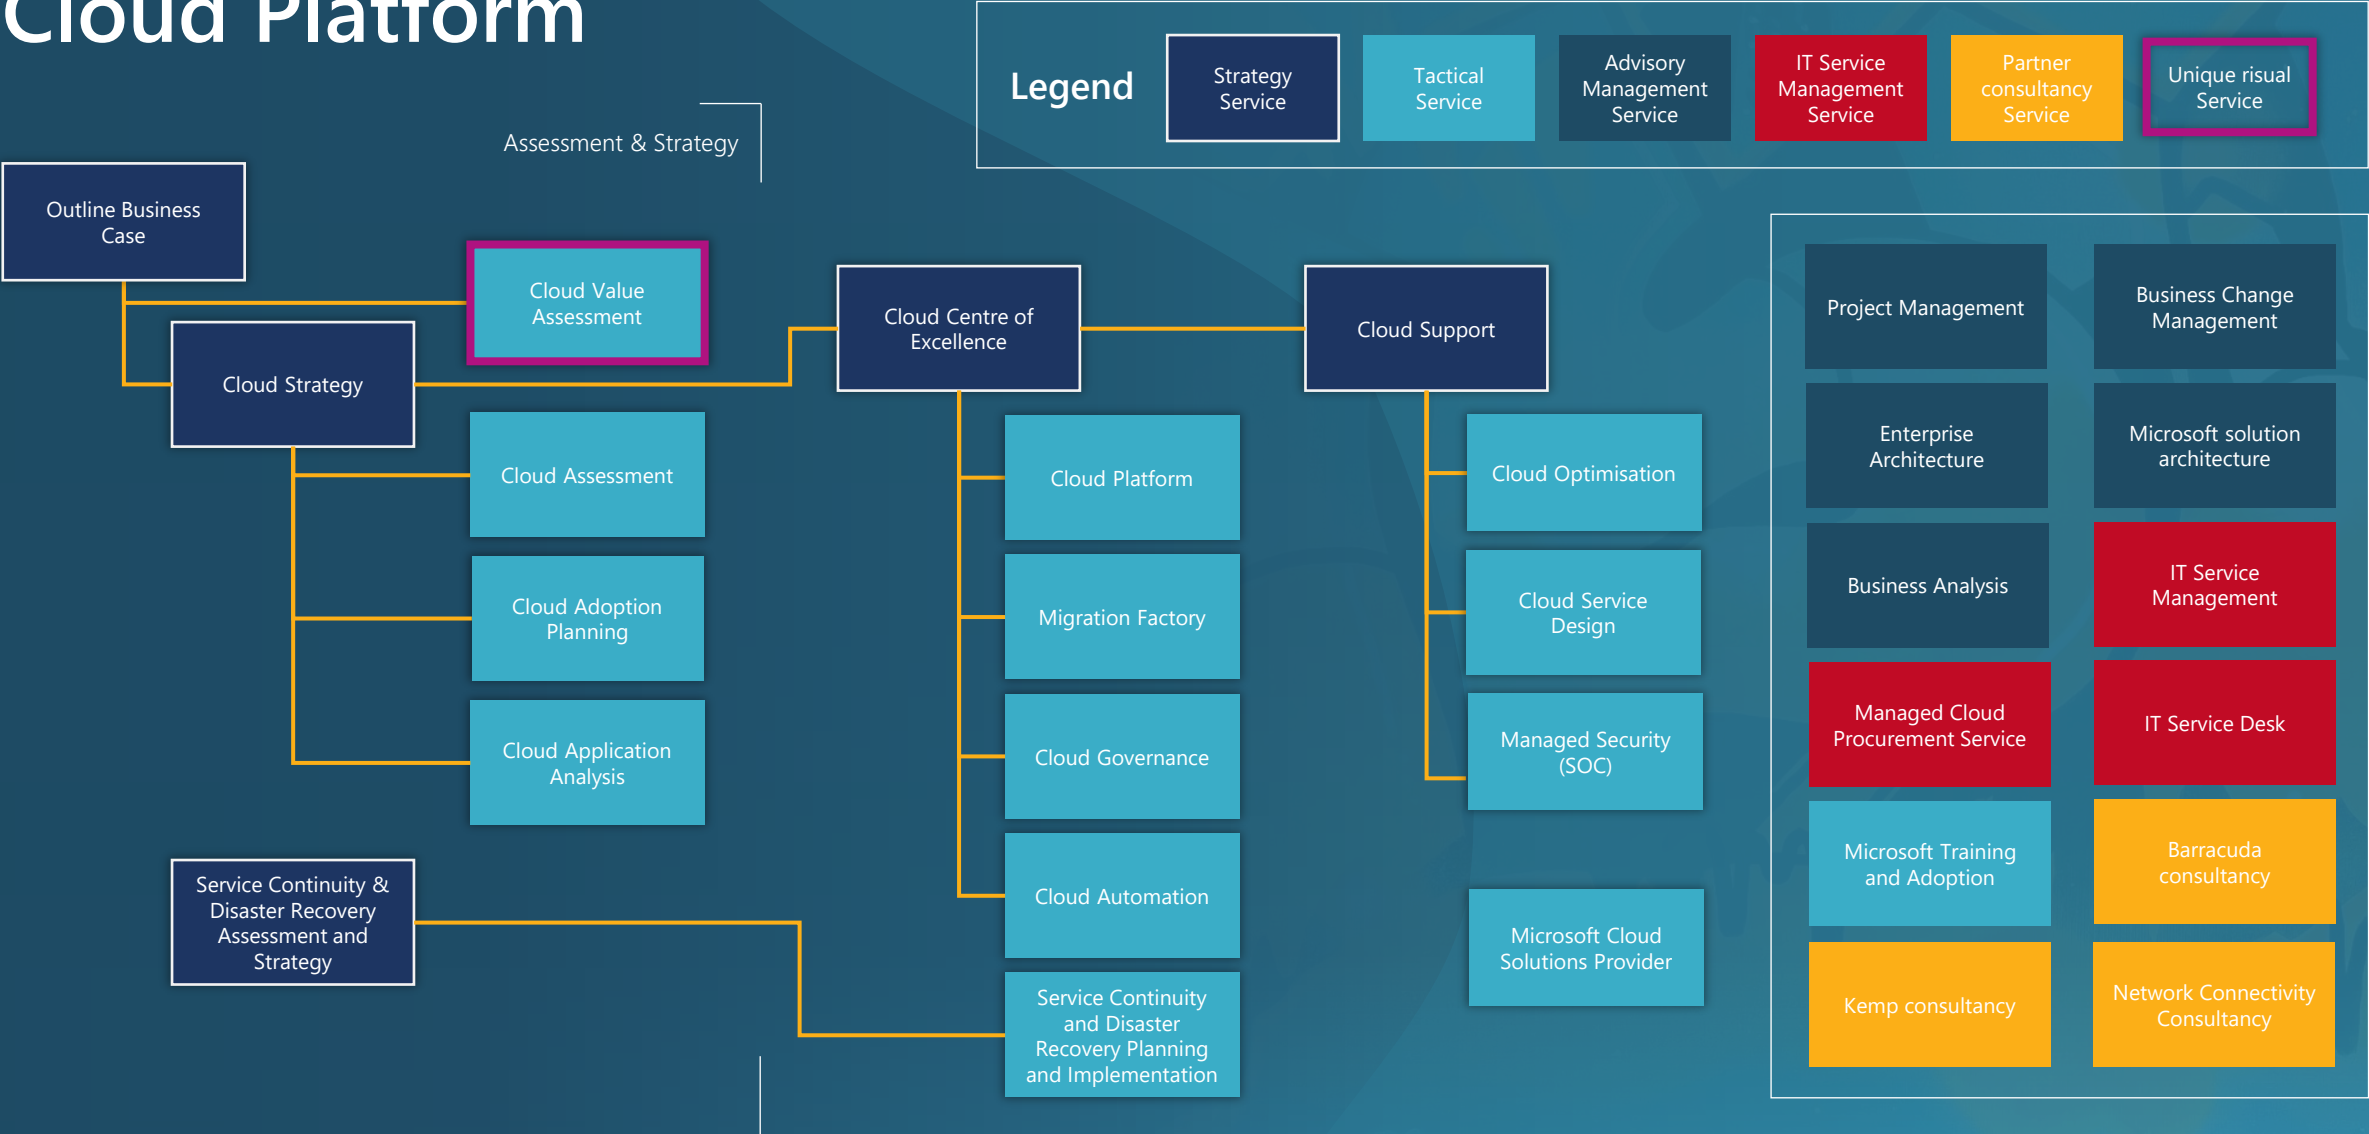 Cloud Platform
Legend
Strategy
Service
Tactical
Service
Advisory
Management
Service
IT Service
Management
Service
Partner
consultancy
Service
Unique risual
Service
Assessment & Strategy
Outline Business
Case
Cloud Value
Assessment
Cloud Strategy
Cloud Assessment
Cloud Adoption
Planning
Cloud Application
Analysis
Service Continuity &
Disaster Recovery
Assessment and
Strategy
Cloud Centre of
Excellence
Cloud Platform
Migration Factory
Cloud Governance
Cloud Automation
Service Continuity
and Disaster
Recovery Planning
and Implementation
Cloud Support
Cloud Optimisation
Cloud Service
Design
Managed Security
(SOC)
Microsoft Cloud
Solutions Provider
Project Management
Business Change
Management
Enterprise
Architecture
Microsoft solution
architecture
Business Analysis
IT Service
Management
Managed Cloud
Procurement Service
IT Service Desk
Microsoft Training
and Adoption
Barracuda
consultancy
Kemp consultancy
Network Connectivity
Consultancy